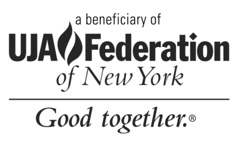 a beneficiary of
UJA Federation
of New York
Good together.®